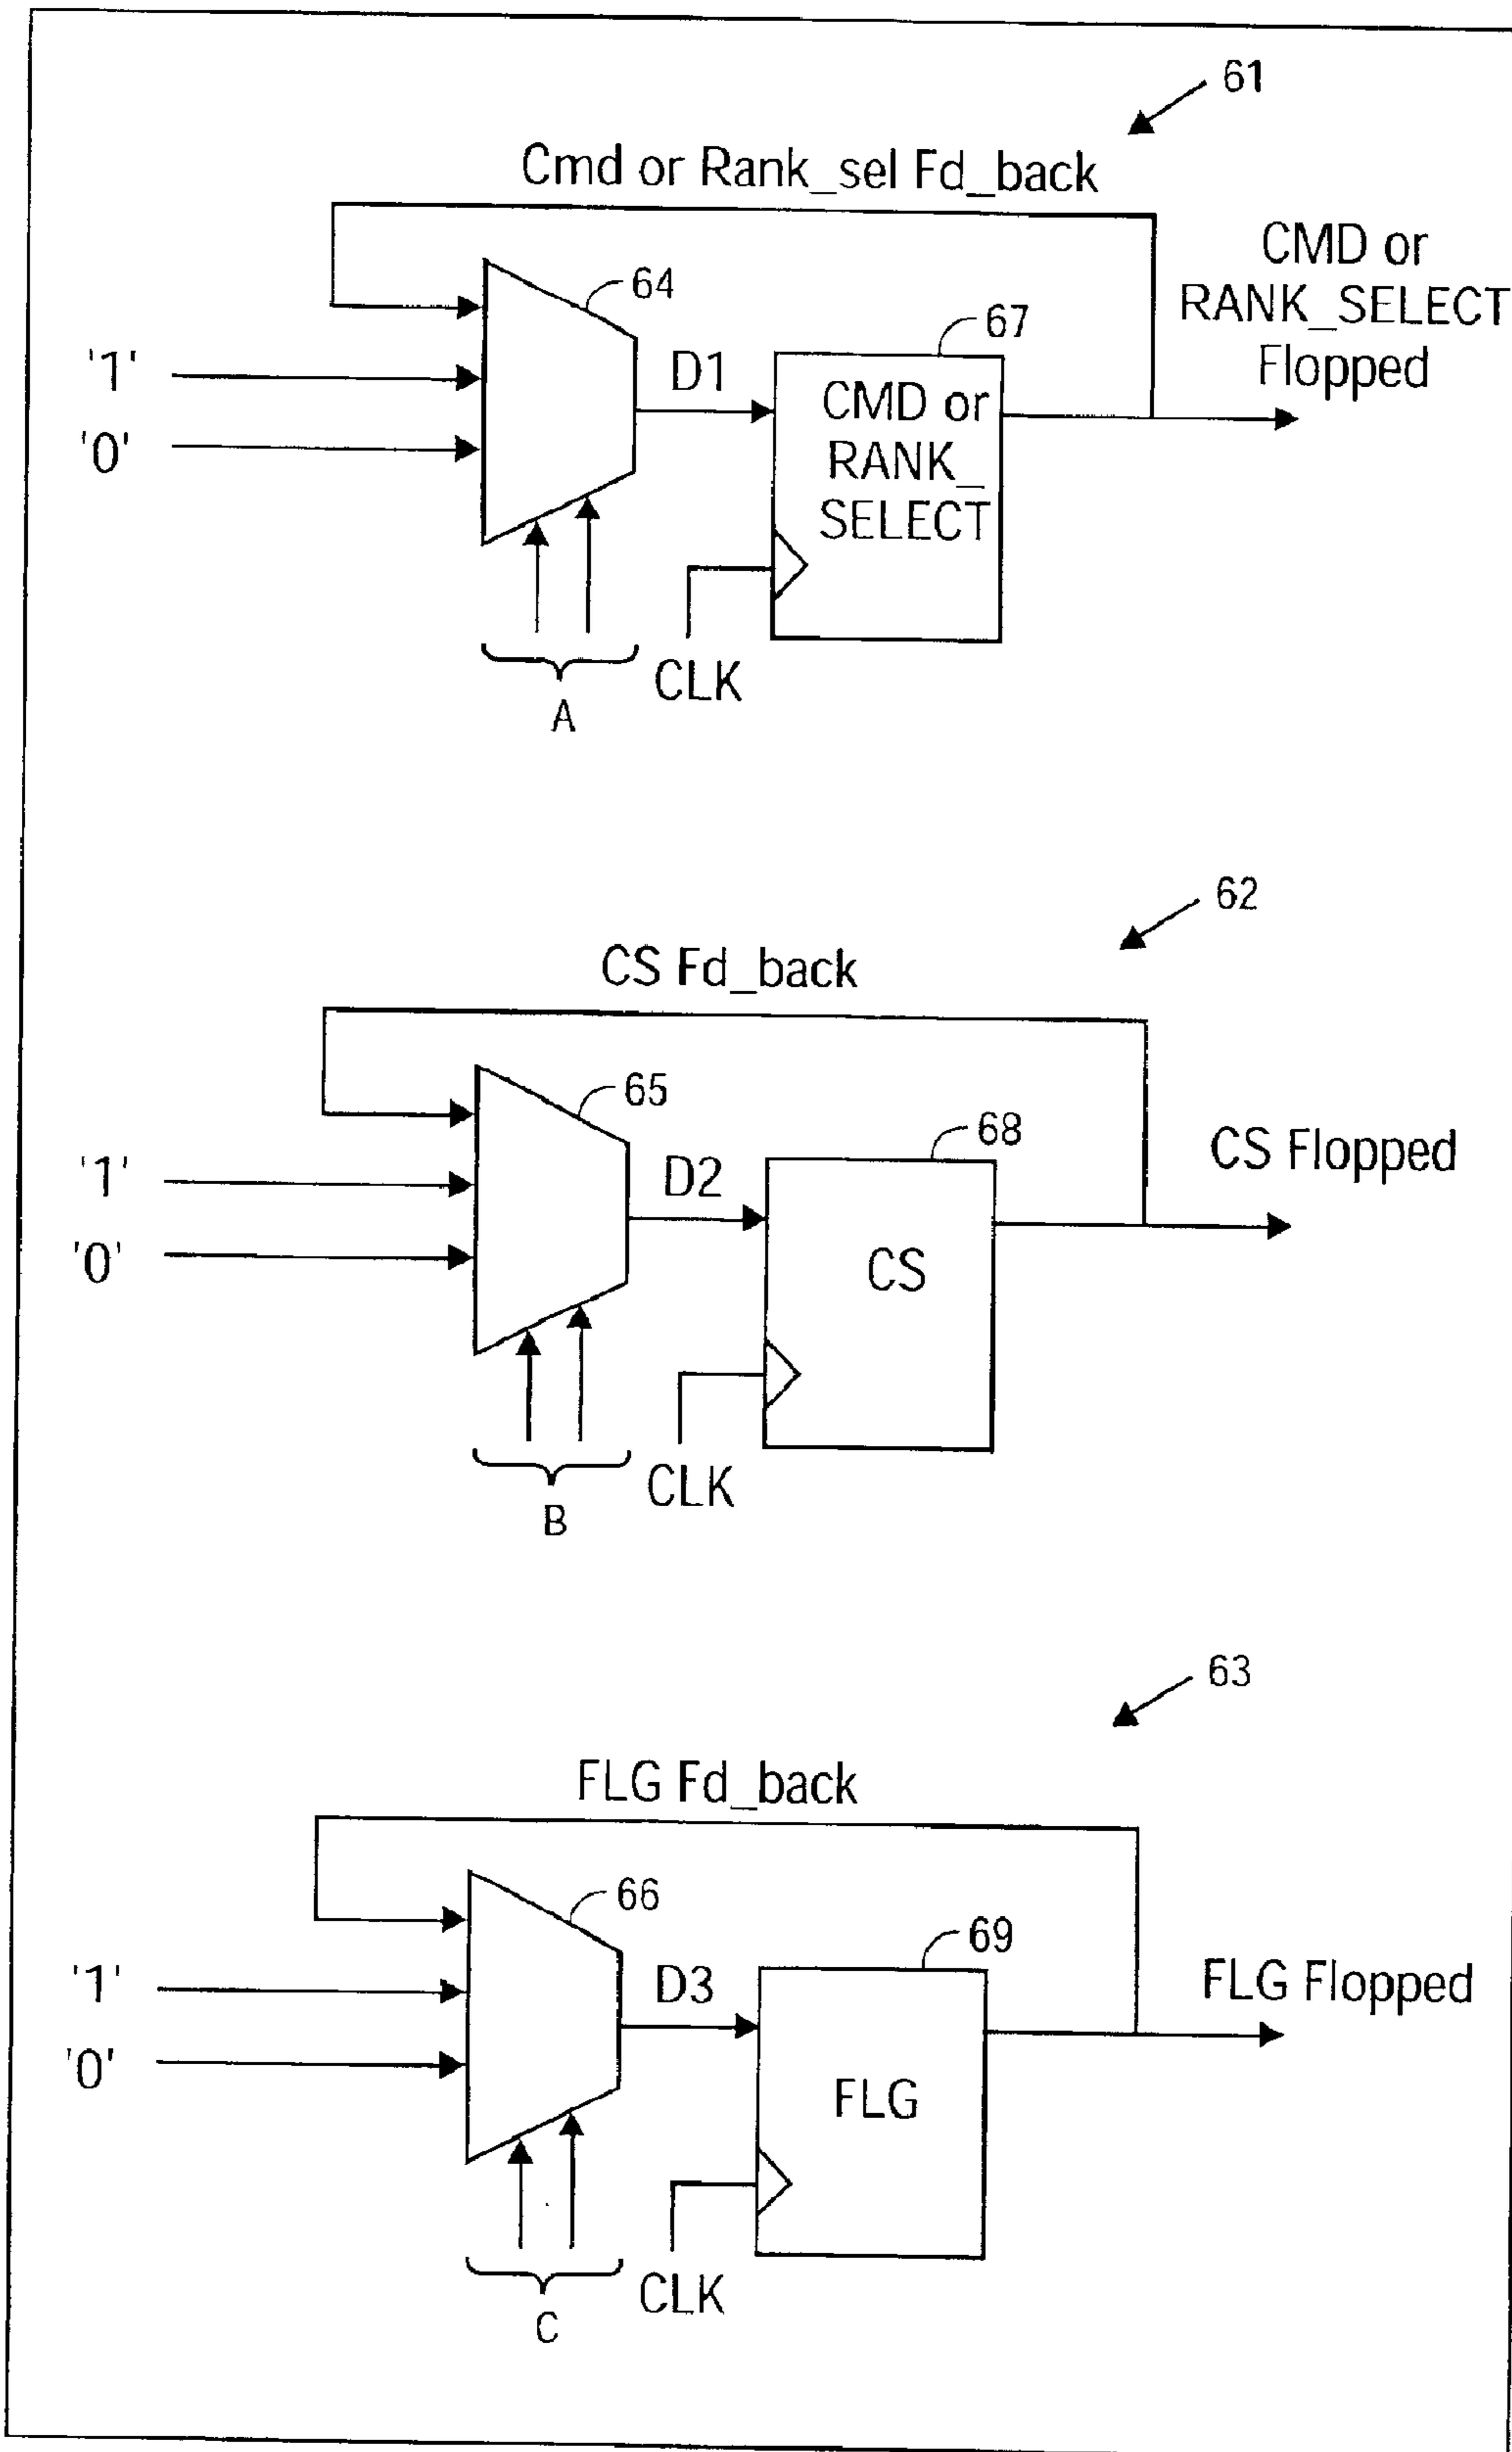 61
Cmd or Rank_sel Fd_back
CMD or
RANK_SELECT
Flopped
64
67
'1'
'0'
D1
CMD or
RANK_
SELECT
A
CLK
62
CS Fd_back
65
68
CS Flopped
'1'
'0'
D2
CS
B
CLK
63
FLG Fd_back
66
69
FLG Flopped
'1'
'0'
D3
FLG
C
CLK